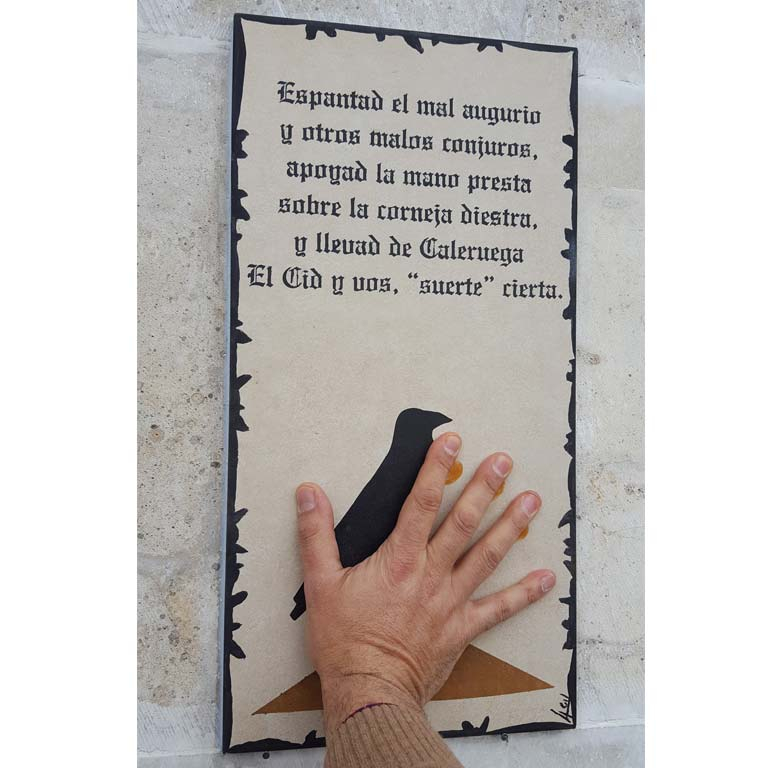 Espantad el mal augurio
y otros malos conjuros,
apoyad la mano presta
sobre la corneja diestra,
y llevad de Caleruega
El Cid y vos, “suerte” cierta.